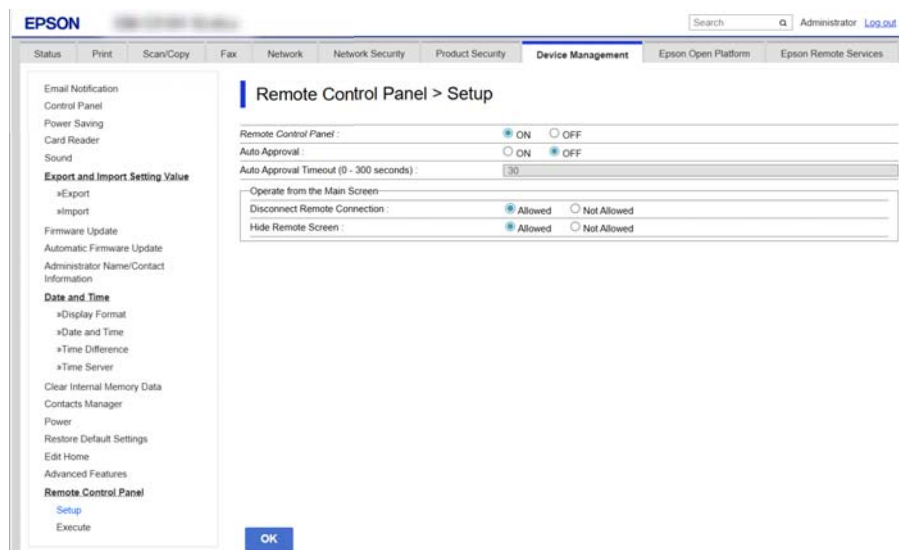 EPSON
Search Administrator Log out
Status Print Scan/Copy Fax Network Network Security Product Security Device Management Epson Open Platform Epson Remote Services
Email Notification
Control Panel
Power Saving
Card Reader
Sound
Export and Import Setting Value
»Export
»Import
Firmware Update
Automatic Firmware Update
Administrator Name/Contact
Information
Date and Time
»Display Format
»Date and Time
»Time Difference
»Time Server
Clear Internal Memory Data
Contacts Manager
Power
Restore Default Settings
Edit Home
Advanced Features
Remote Control Panel
Setup
Execute
Remote Control Panel > Setup
Remote Control Panel : ON OFF
Auto Approval : ON OFF
Auto Approval Timeout (0 - 300 seconds) : 30
Operate from the Main Screen
Disconnect Remote Connection : Allowed Not Allowed
Hide Remote Screen : Allowed Not Allowed
OK